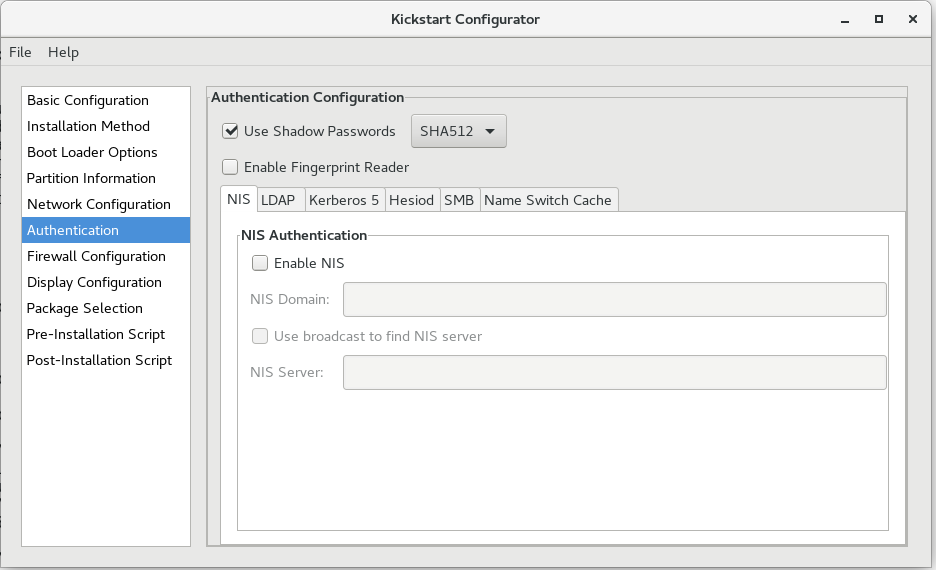 Kickstart Configurator
File Help
Basic Configuration
Installation Method
Boot Loader Options
Partition Information
Network Configuration
Authentication
Firewall Configuration
Display Configuration
Package Selection
Pre-Installation Script
Post-Installation Script
Authentication Configuration
Use Shadow Passwords SHA512
Enable Fingerprint Reader
NIS LDAP Kerberos 5 Hesiod SMB Name Switch Cache
NIS Authentication
Enable NIS
NIS Domain:
Use broadcast to find NIS server
NIS Server: